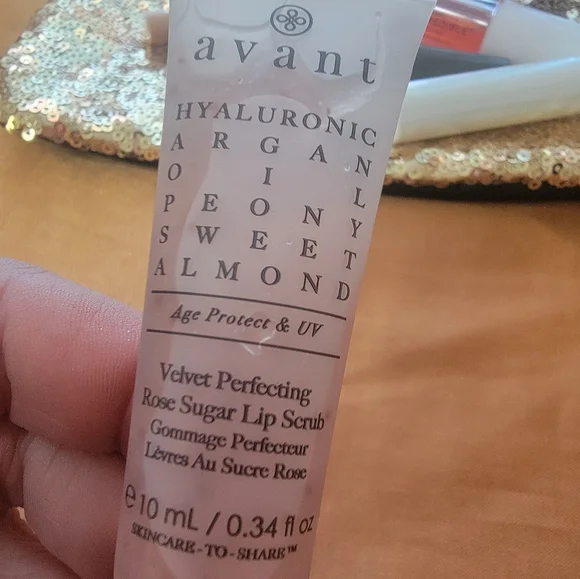 avant
HYALURONIC
A R G A N
O I L
P E O N Y
S W E E T
A L M O N D
Age Protect & UV
Velvet Perfecting
Rose Sugar Lip Scrub
Gommage Perfecteur
Lèvres Au Sucre Rose
℮10 mL / 0.34 fl oz
SKINCARE-TO-SHARE™